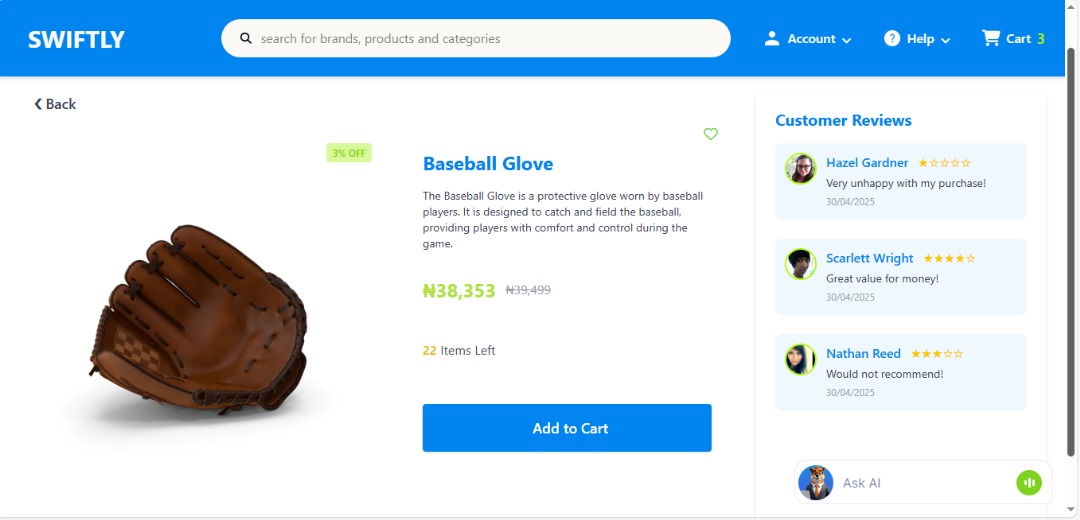 SWIFTLY
search for brands, products and categories
Account
Help
Cart 3
Back
3% OFF
Baseball Glove
The Baseball Glove is a protective glove worn by baseball
players. It is designed to catch and field the baseball,
providing players with comfort and control during the
game.
₦38,353 ₦39,499
22 Items Left
Add to Cart
Customer Reviews
Hazel Gardner ★☆☆☆☆
Very unhappy with my purchase!
30/04/2025
Scarlett Wright ★★★★☆
Great value for money!
30/04/2025
Nathan Reed ★★★☆☆
Would not recommend!
30/04/2025
Ask AI